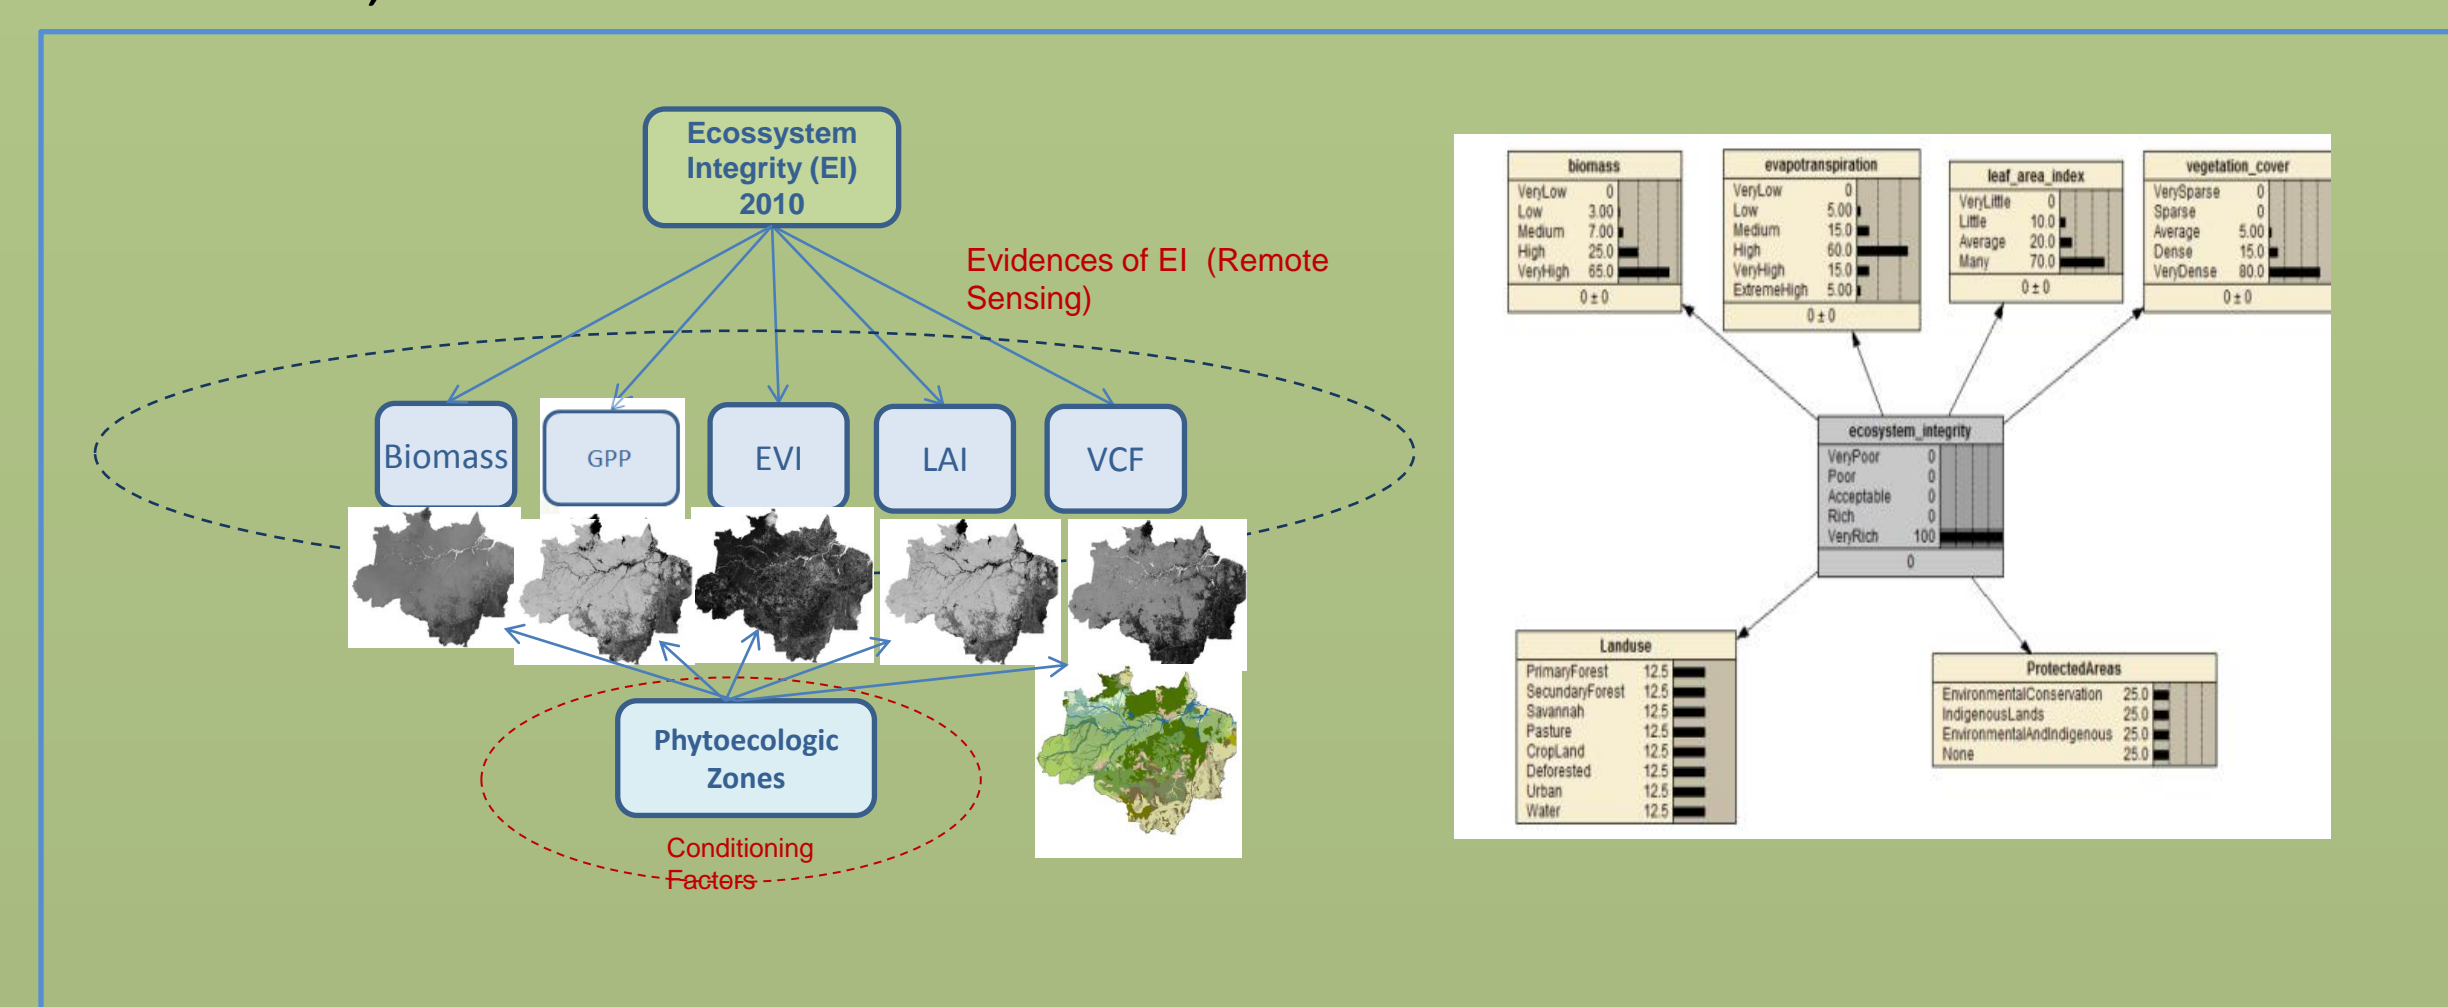 Ecossystem
Integrity (EI)
2010
Evidences of EI (Remote
Sensing)
Biomass
GPP
EVI
LAI
VCF
Phytoecologic
Zones
Conditioning
Factors
biomass
VeryLow 0
Low 3.00
Medium 7.00
High 25.0
VeryHigh 65.0
0 ± 0
evapotranspiration
VeryLow 0
Low 5.00
Medium 15.0
High 60.0
VeryHigh 15.0
ExtremeHigh 5.00
0 ± 0
leaf_area_index
VeryLittle 0
Little 10.0
Average 20.0
Many 70.0
0 ± 0
vegetation_cover
VerySparse 0
Sparse 0
Average 5.00
Dense 15.0
VeryDense 80.0
0 ± 0
ecosystem_integrity
VeryPoor 0
Poor 0
Acceptable 0
Rich 0
VeryRich 100
0
Landuse
PrimaryForest 12.5
SecundaryForest 12.5
Savannah 12.5
Pasture 12.5
CropLand 12.5
Deforested 12.5
Urban 12.5
Water 12.5
ProtectedAreas
EnvironmentalConservation 25.0
IndigenousLands 25.0
EnvironmentalAndIndigenous 25.0
None 25.0